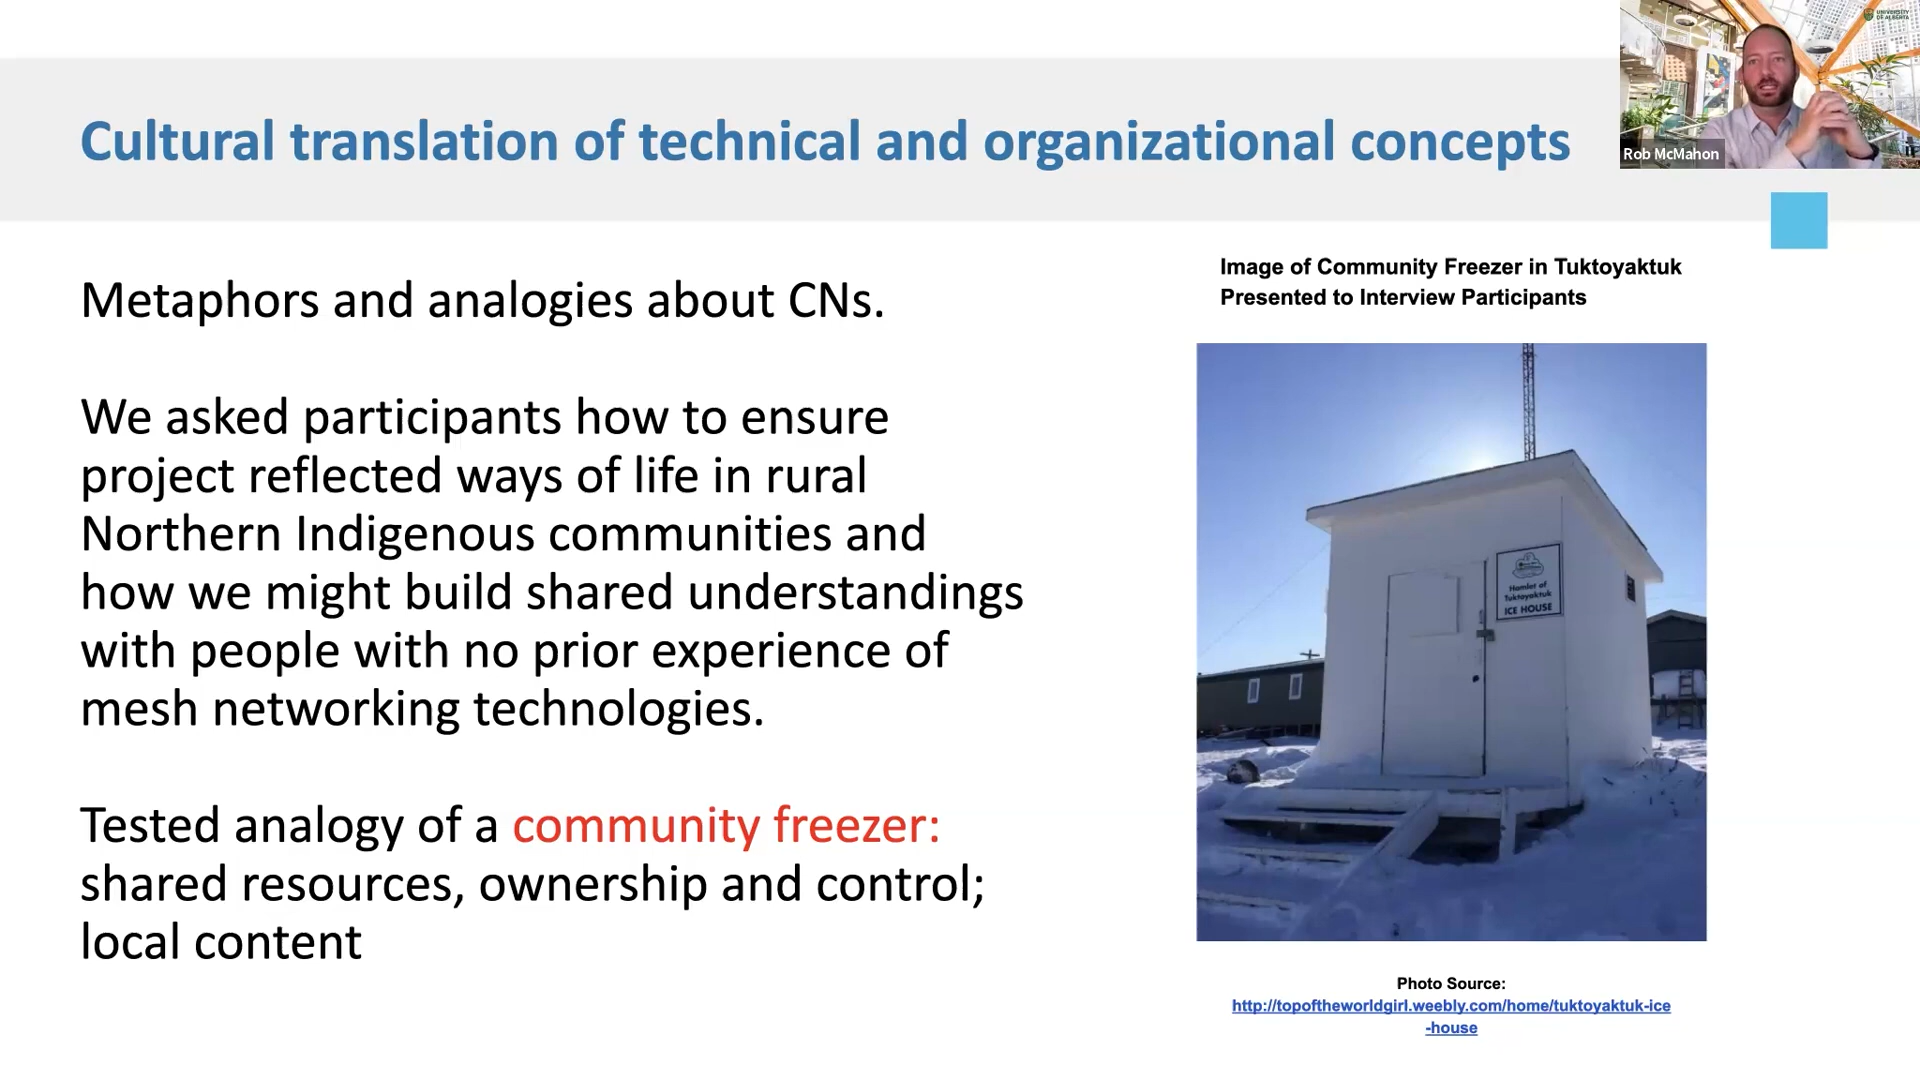 UNIVERSITY
OF ALBERTA
Rob McMahon
Cultural translation of technical and organizational concepts
Metaphors and analogies about CNs.
We asked participants how to ensure
project reflected ways of life in rural
Northern Indigenous communities and
how we might build shared understandings
with people with no prior experience of
mesh networking technologies.
Tested analogy of a community freezer:
shared resources, ownership and control;
local content
Image of Community Freezer in Tuktoyaktuk
Presented to Interview Participants
Hamlet of
Tuktoyaktuk
ICE HOUSE
Photo Source:
http://topoftheworldgirl.weebly.com/home/tuktoyaktuk-ice
-house